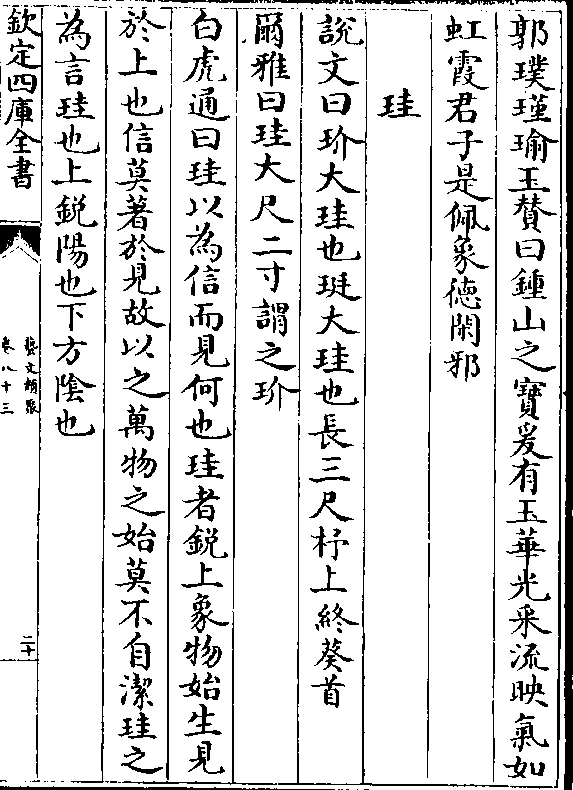 郭璞瑾瑜玉贊曰鍾山之寶爰有玉華光采流映氣如
虹霞君子是佩象德閑邪
珪
説文曰玠大珪也珽大珪也長三尺杼上終葵首
爾雅曰珪大尺二寸謂之玠
白虎通曰珪以為信而見何也珪者鋭上象物始生見
於上也信莫著於見故以之萬物之始莫不自潔珪之
為言珪也上鋭陽也下方陰也
欽定四庫全書
藝文類聚
卷八十三
二十